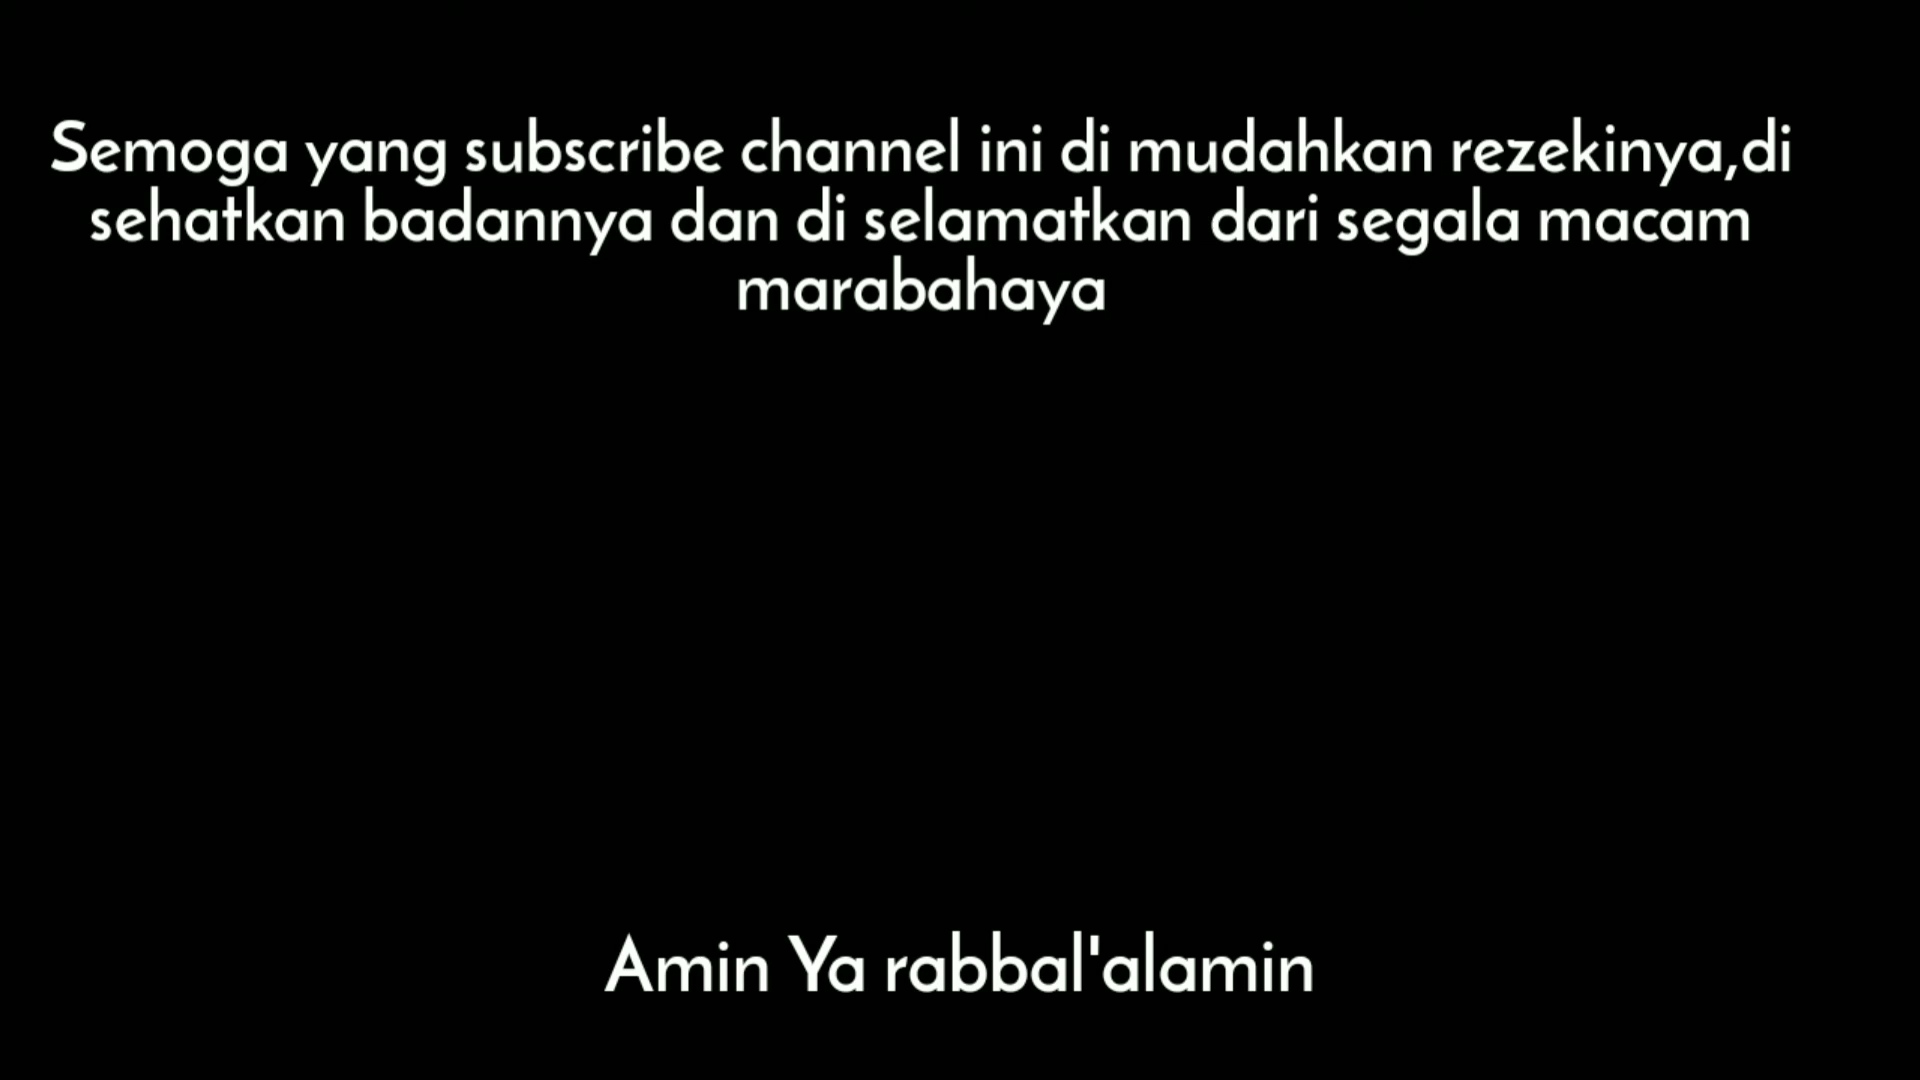 Semoga yang subscribe channel ini di mudahkan rezekinya,di
sehatkan badannya dan di selamatkan dari segala macam
marabahaya
Amin Ya rabbal'alamin